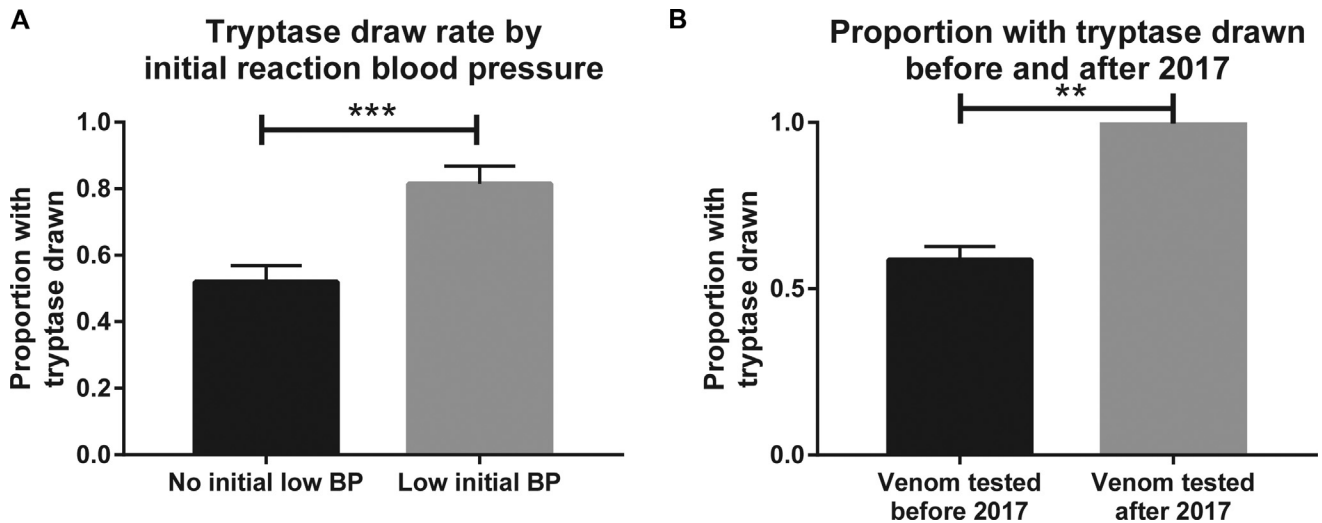 A
Tryptase draw rate by
initial reaction blood pressure
***
1.0
0.8
0.6
0.4
0.2
0.0
Proportion with
tryptase drawn
No initial low BP
Low initial BP
B
Proportion with tryptase drawn
before and after 2017
**
1.0
0.5
0.0
Proportion with
tryptase drawn
Venom tested
before 2017
Venom tested
after 2017